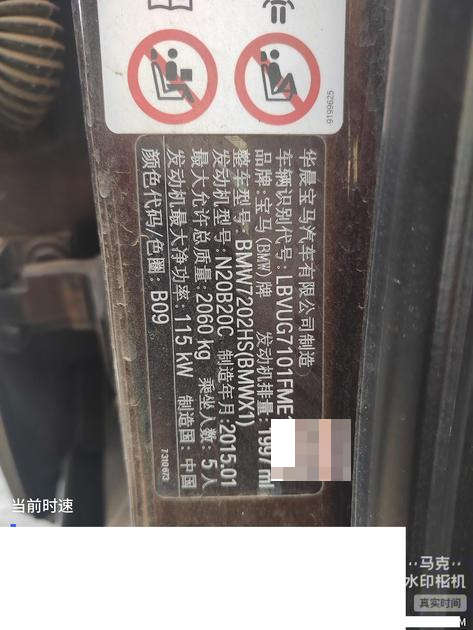 9199625
华晨宝马汽车有限公司制造
车辆识别代号:LBVUG7101FME
品牌:宝马(BMW)牌 发动机排量:1997 ml
整车型号:BMW7202HS(BMWX1)
发动机型号:N20B20C 制造年月:2015.01
最大允许总质量:2060 kg 乘坐人数:5人
发动机最大净功率:115 kW 制造国:中国
颜色代码/色圈:B09
7310673
当前时速
马克
水印相机
真实时间